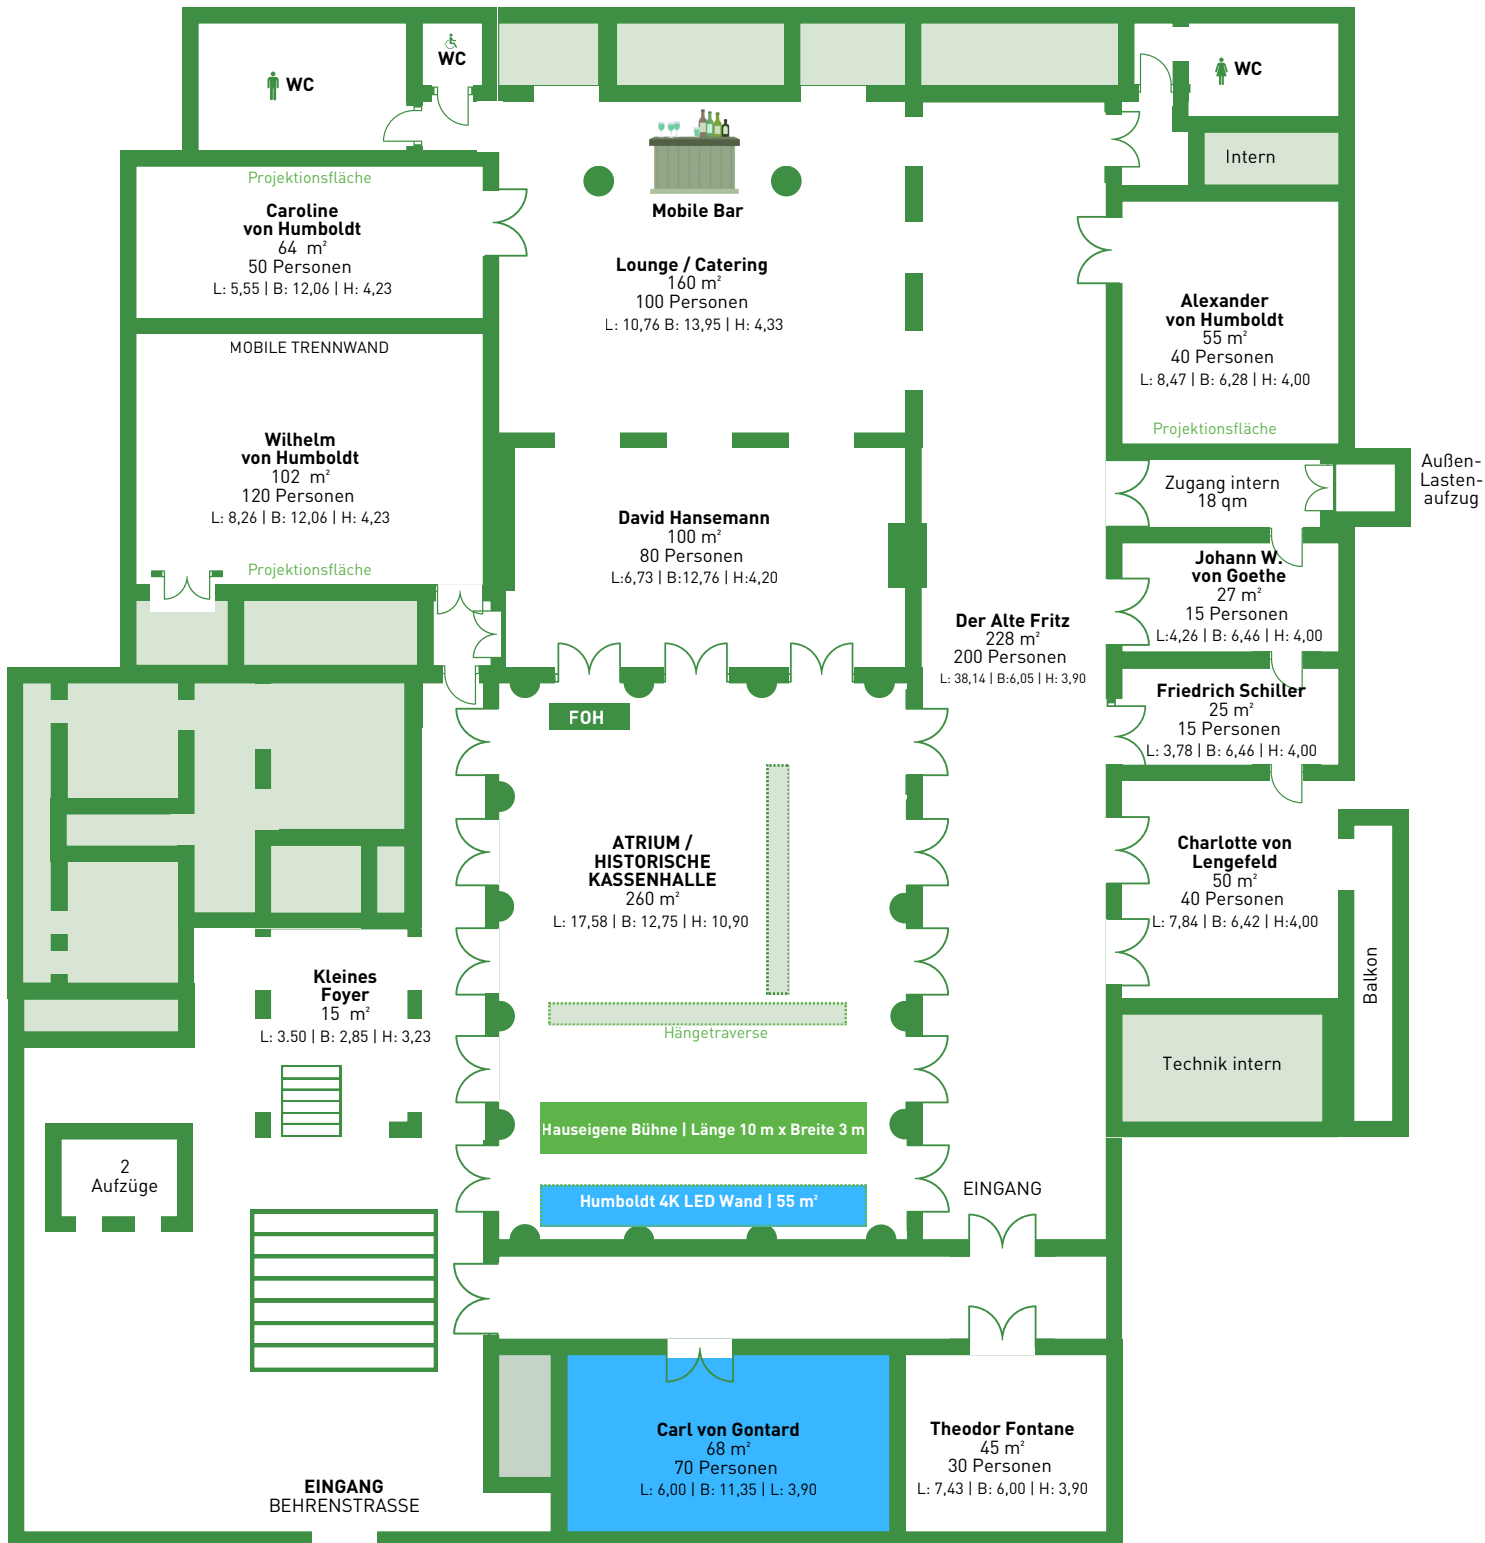 WC
WC
WC
Intern
Projektionsfläche
Caroline
von Humboldt
64 m²
50 Personen
L: 5,55 | B: 12,06 | H: 4,23
Mobile Bar
Lounge / Catering
160 m²
100 Personen
L: 10,76 B: 13,95 | H: 4,33
Alexander
von Humboldt
55 m²
40 Personen
L: 8,47 | B: 6,28 | H: 4,00
Projektionsfläche
MOBILE TRENNWAND
Wilhelm
von Humboldt
102 m²
120 Personen
L: 8,26 | B: 12,06 | H: 4,23
Projektionsfläche
David Hansemann
100 m²
80 Personen
L:6,73 | B:12,76 | H:4,20
Zugang intern
18 qm
Außen-
Lasten-
aufzug
Johann W.
von Goethe
27 m²
15 Personen
L:4,26 | B: 6,46 | H: 4,00
Der Alte Fritz
228 m²
200 Personen
L: 38,14 | B:6,05 | H: 3,90
Friedrich Schiller
25 m²
15 Personen
L: 3,78 | B: 6,46 | H: 4,00
FOH
ATRIUM /
HISTORISCHE
KASSENHALLE
260 m²
L: 17,58 | B: 12,75 | H: 10,90
Charlotte von
Lengefeld
50 m²
40 Personen
L: 7,84 | B: 6,42 | H:4,00
Balkon
Kleines
Foyer
15 m²
L: 3.50 | B: 2,85 | H: 3,23
Hängetraverse
Technik intern
Hauseigene Bühne | Länge 10 m x Breite 3 m
2
Aufzüge
Humboldt 4K LED Wand | 55 m²
EINGANG
Carl von Gontard
68 m²
70 Personen
L: 6,00 | B: 11,35 | L: 3,90
Theodor Fontane
45 m²
30 Personen
L: 7,43 | B: 6,00 | H: 3,90
EINGANG
BEHRENSTRASSE